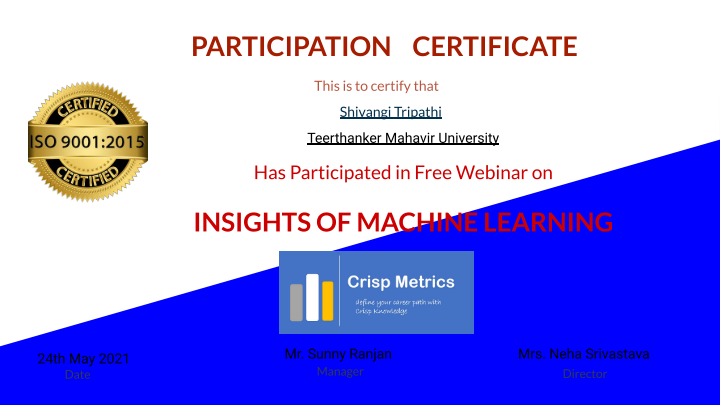 PARTICIPATION CERTIFICATE
This is to certify that
Shivangi Tripathi
Teerthanker Mahavir University
CERTIFIED
ISO 9001:2015
CERTIFIED
Has Participated in Free Webinar on
INSIGHTS OF MACHINE LEARNING
Crisp Metrics
define your career path with
Crisp Knowledge
24th May 2021
Date
Mr. Sunny Ranjan
Manager
Mrs. Neha Srivastava
Director